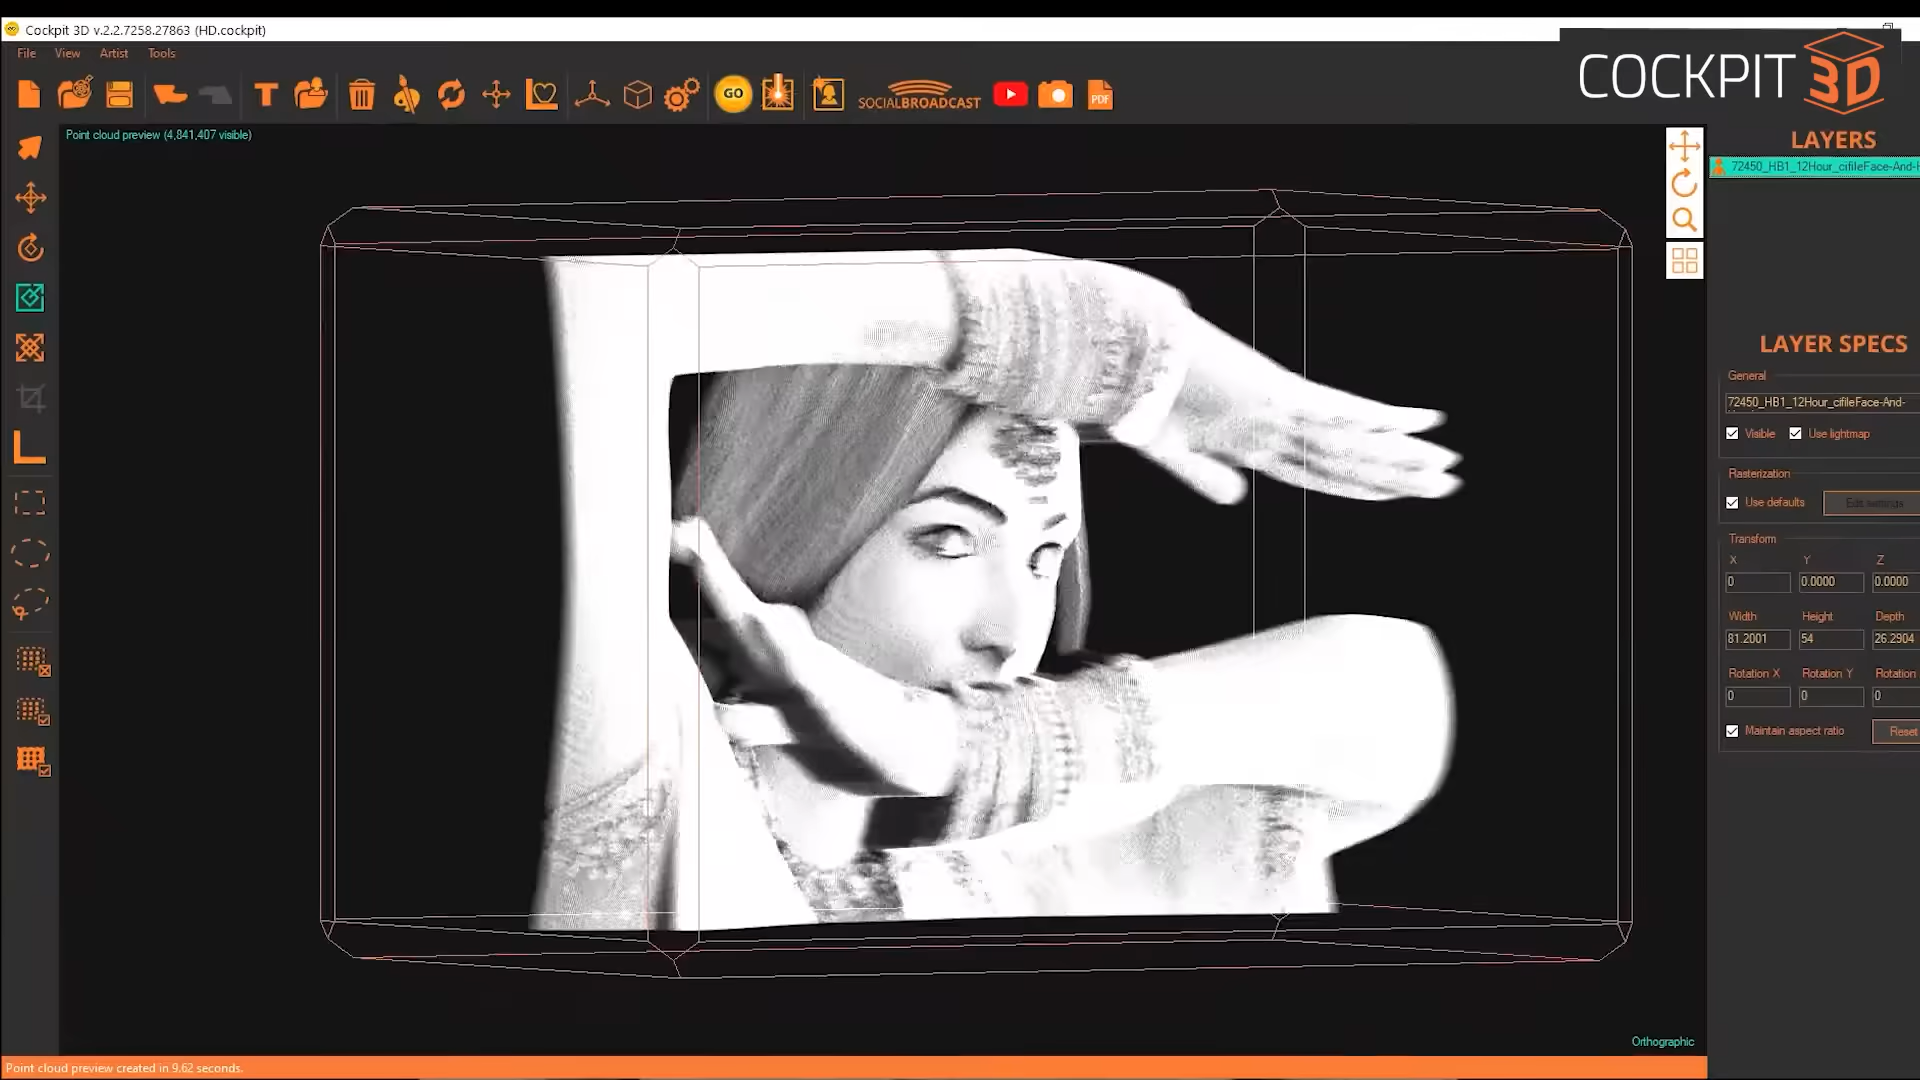 Cockpit 3D v.2.2.7258.27863 (HD.cockpit)
File View Artist Tools
COCKPIT 3D
T
GO
SOCIALBROADCAST
PDF
Point cloud preview (4,841,407 visible)
LAYERS
72450_HB1_12Hour_cifileFace-And-H
LAYER SPECS
General
72450_HB1_12Hour_cifileFace-And-
Visible Use lightmap
Rasterization
Use defaults Edit settings
Transform
X Y Z
0 0.0000 0.0000
Width Height Depth
81.2001 54 26.2904
Rotation X Rotation Y Rotation
0 0 0
Maintain aspect ratio Reset
Orthographic
Point cloud preview created in 9.62 seconds.